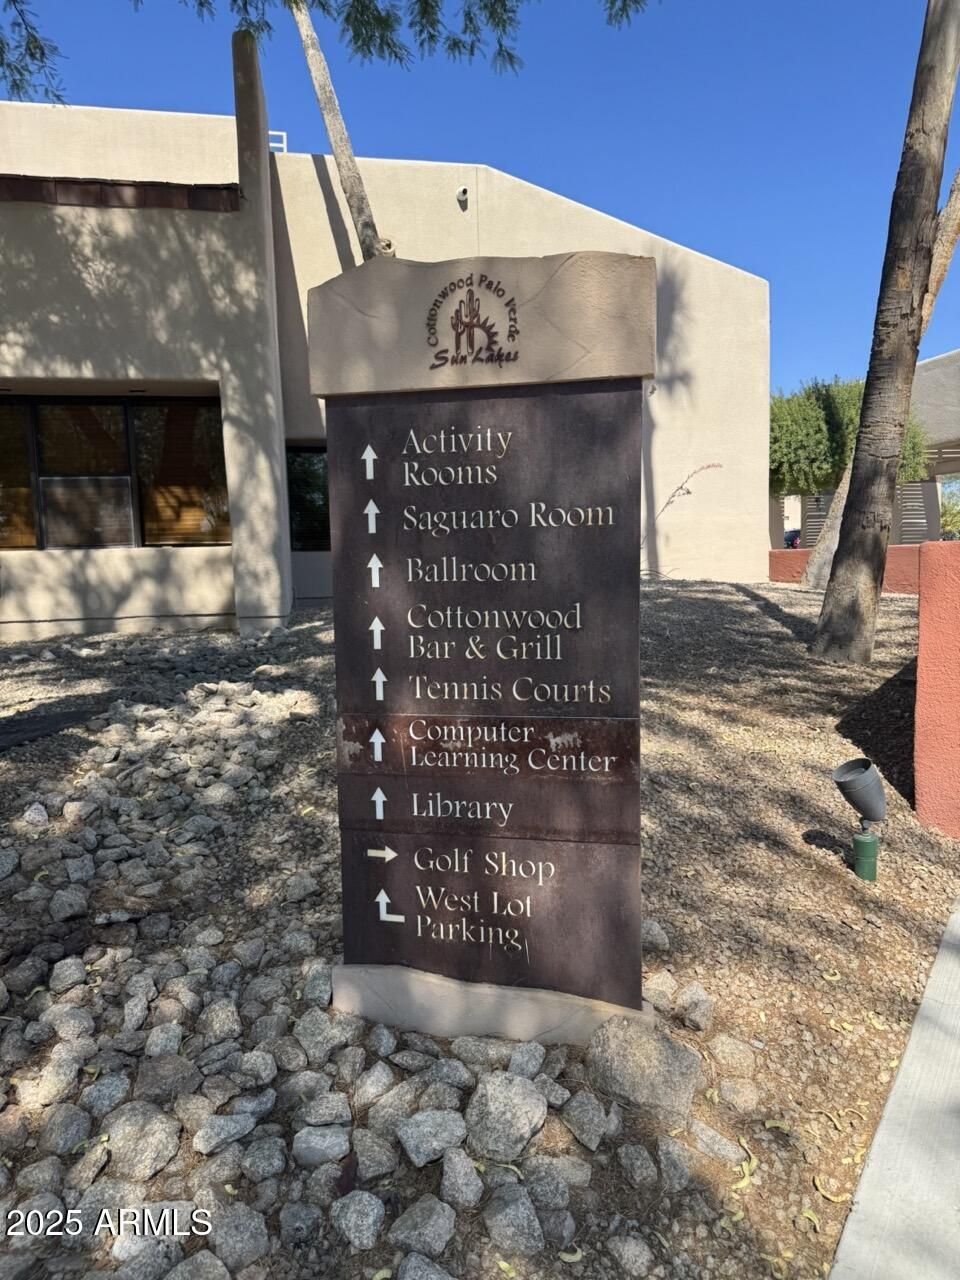 Cottonwood Palo Verde
Sun Lakes
Activity
Rooms
Saguaro Room
Ballroom
Cottonwood
Bar & Grill
Tennis Courts
Computer
Learning Center
Library
Golf Shop
West Lot
Parking
2025 ARMLS